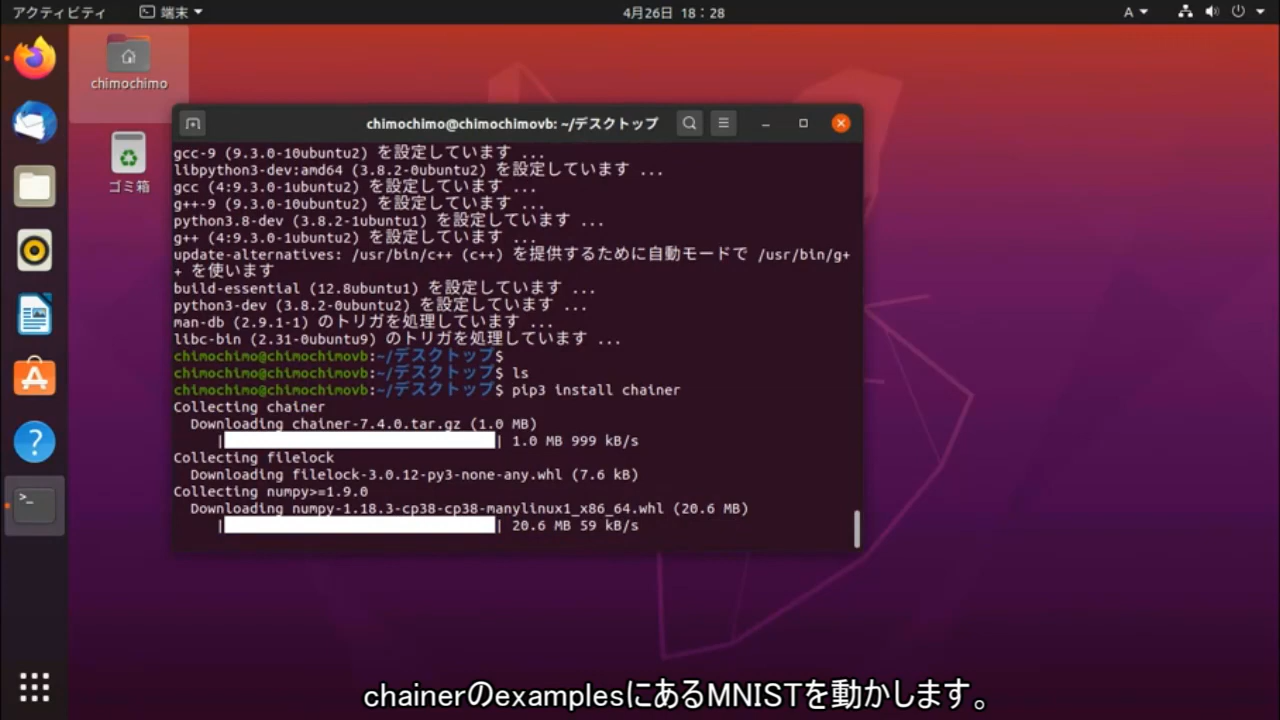 アクティビティ
端末
4月26日 18：28
A
chimochimo
ゴミ箱
chimochimo@chimochimovb: ~/デスクトップ
gcc-9 (9.3.0-10ubuntu2) を設定しています ...
libpython3-dev:amd64 (3.8.2-0ubuntu2) を設定しています ...
gcc (4:9.3.0-1ubuntu2) を設定しています ...
g++-9 (9.3.0-10ubuntu2) を設定しています ...
python3.8-dev (3.8.2-1ubuntu1) を設定しています ...
g++ (4:9.3.0-1ubuntu2) を設定しています ...
update-alternatives: /usr/bin/c++ (c++) を提供するために自動モードで /usr/bin/g+
+ を使います
build-essential (12.8ubuntu1) を設定しています ...
python3-dev (3.8.2-0ubuntu2) を設定しています ...
man-db (2.9.1-1) のトリガを処理しています ...
libc-bin (2.31-0ubuntu9) のトリガを処理しています ...
chimochimo@chimochimovb:~/デスクトップ$
chimochimo@chimochimovb:~/デスクトップ$ ls
chimochimo@chimochimovb:~/デスクトップ$ pip3 install chainer
Collecting chainer
Downloading chainer-7.4.0.tar.gz (1.0 MB)
| | 1.0 MB 999 kB/s
Collecting filelock
Downloading filelock-3.0.12-py3-none-any.whl (7.6 kB)
Collecting numpy>=1.9.0
Downloading numpy-1.18.3-cp38-cp38-manylinux1_x86_64.whl (20.6 MB)
| | 20.6 MB 59 kB/s
chainerのexamplesにあるMNISTを動かします。